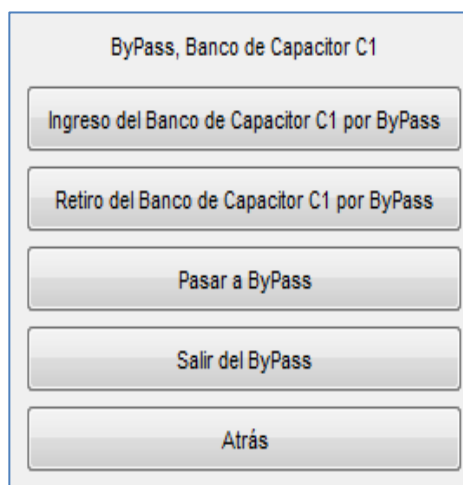 ByPass, Banco de Capacitor C1
Ingreso del Banco de Capacitor C1 por ByPass
Retiro del Banco de Capacitor C1 por ByPass
Pasar a ByPass
Salir del ByPass
Atrás